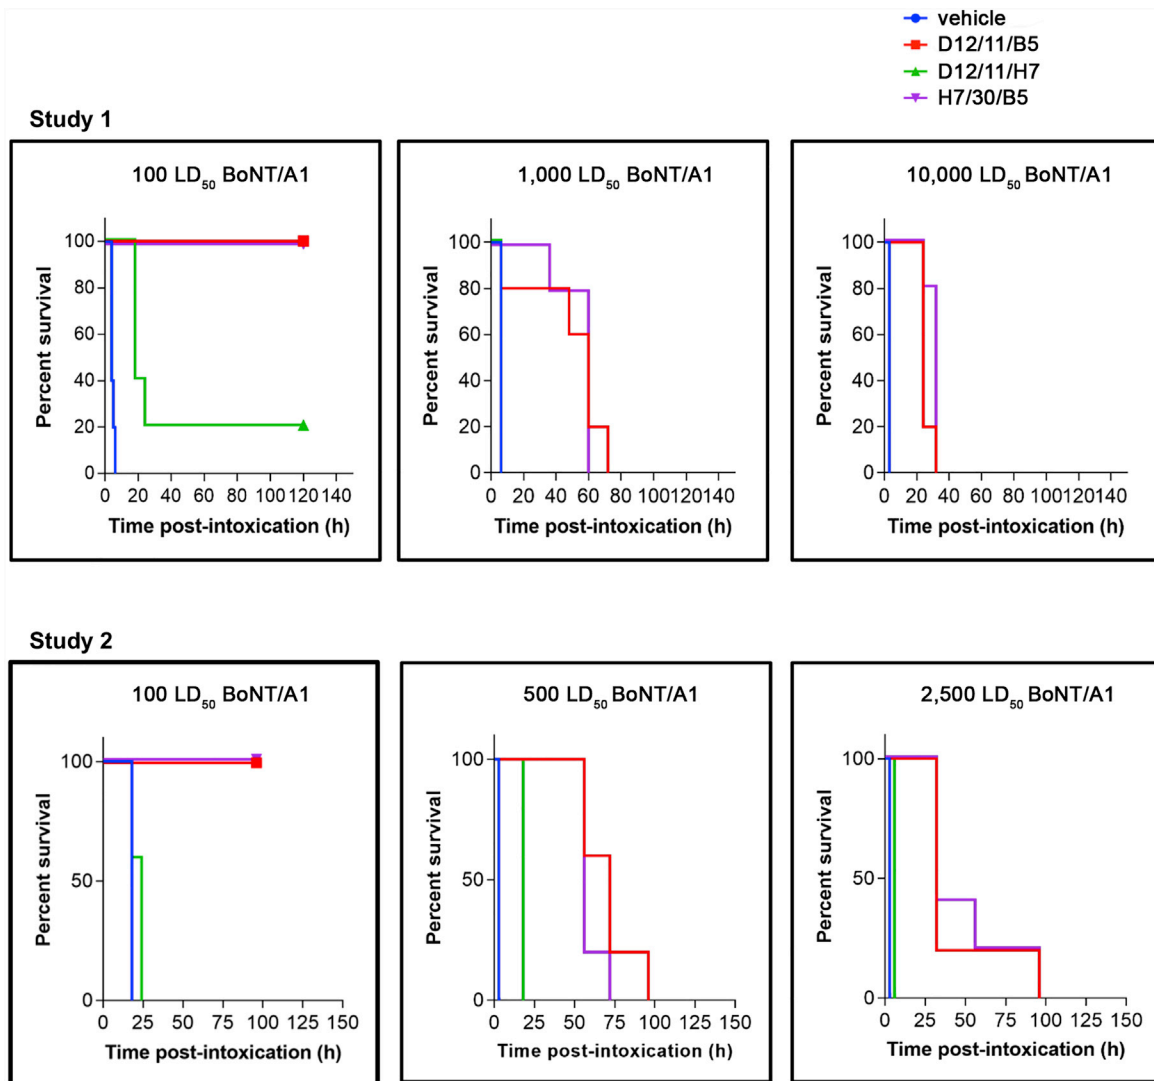 vehicle
D12/11/B5
D12/11/H7
H7/30/B5
Study 1
100 LD50 BoNT/A1
1,000 LD50 BoNT/A1
10,000 LD50 BoNT/A1
Percent survival
100
80
60
40
20
0
0 20 40 60 80 100 120 140
Time post-intoxication (h)
Percent survival
100
80
60
40
20
0
0 20 40 60 80 100 120 140
Time post-intoxication (h)
Percent survival
100
80
60
40
20
0
0 20 40 60 80 100 120 140
Time post-intoxication (h)
Study 2
100 LD50 BoNT/A1
500 LD50 BoNT/A1
2,500 LD50 BoNT/A1
Percent survival
100
50
0
0 25 50 75 100 125 150
Time post-intoxication (h)
Percent survival
100
50
0
0 25 50 75 100 125 150
Time post-intoxication (h)
Percent survival
100
50
0
0 25 50 75 100 125 150
Time post-intoxication (h)